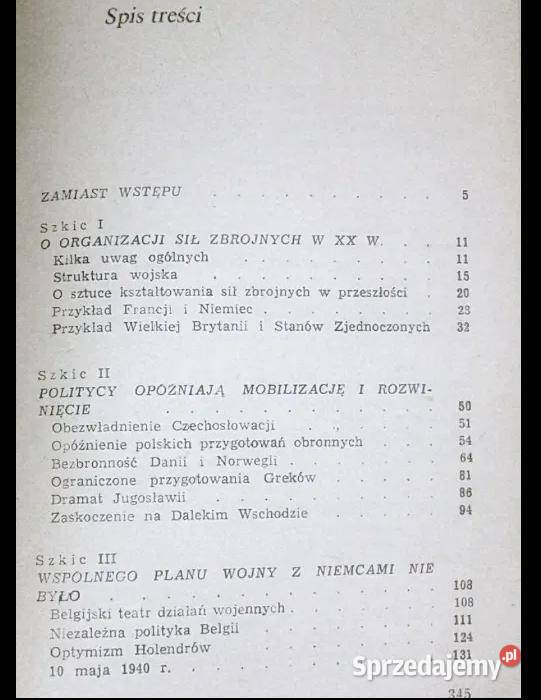 Spis treści
ZAMIAST WSTĘPU . . . . . . . . . . 5
Szkic I
O ORGANIZACJI SIŁ ZBROJNYCH W XX W. . . 11
Kilka uwag ogólnych . . . . . . . . 11
Struktura wojska . . . . . . . . . 15
O sztuce kształtowania sił zbrojnych w przeszłości . 20
Przykład Francji i Niemiec . . . . . . . 23
Przykład Wielkiej Brytanii i Stanów Zjednoczonych 32
Szkic II
POLITYCY OPÓŹNIAJĄ MOBILIZACJĘ I ROZWI-
NIĘCIE . . . . . . . . . . . 50
Obezwładnienie Czechosłowacji . . . . . . 51
Opóźnienie polskich przygotowań obronnych . . . 54
Bezbronność Danii i Norwegii . . . . . . 64
Ograniczone przygotowania Greków . . . . 81
Dramat Jugosławii . . . . . . . . 86
Zaskoczenie na Dalekim Wschodzie . . . . 94
Szkic III
WSPÓLNEGO PLANU WOJNY Z NIEMCAMI NIE
BYŁO . . . . . . . . . . . 108
Belgijski teatr działań wojennych . . . . . 108
Niezależna polityka Belgii . . . . . . . 111
Optymizm Holendrów . . . . . . . 124
10 maja 1940 r. . . . . . . . . 131
Sprzedajemy.pl
345